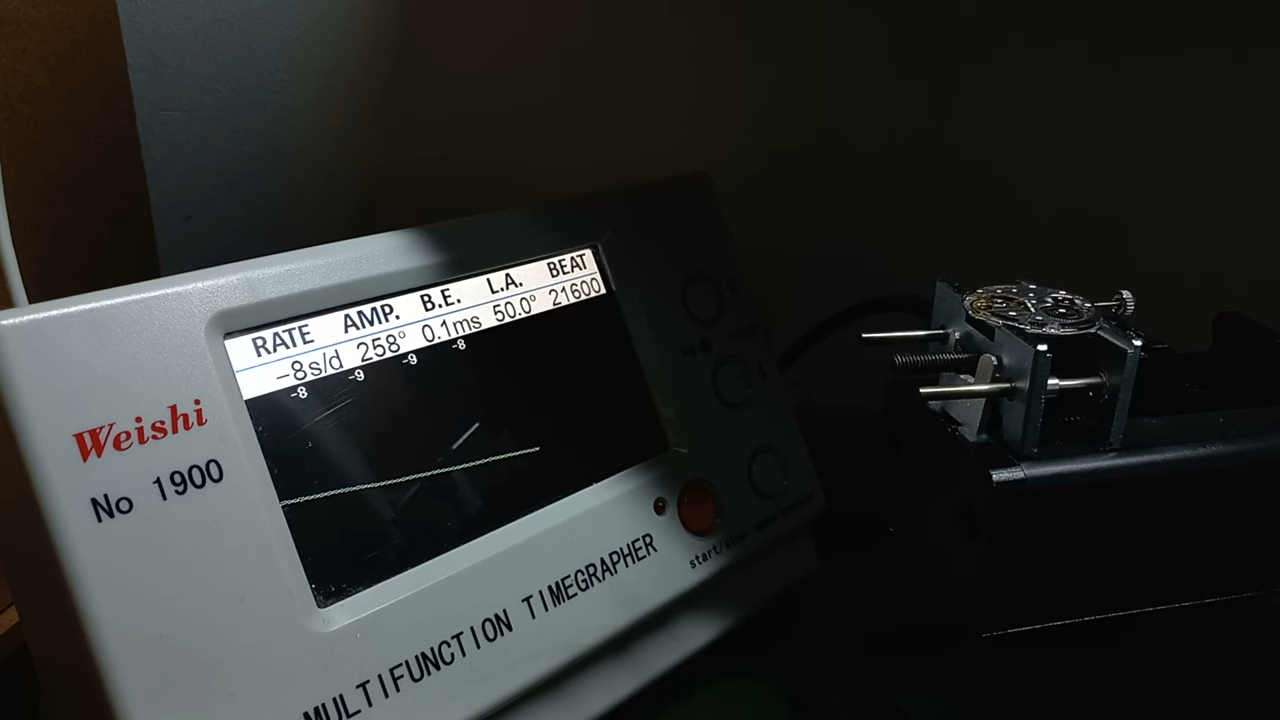 RATE AMP. B.E. L.A. BEAT
−8s/d 258° 0.1ms 50.0° 21600
-8 -9 -9 -8
Weishi
No 1900
start/stop
MULTIFUNCTION TIMEGRAPHER